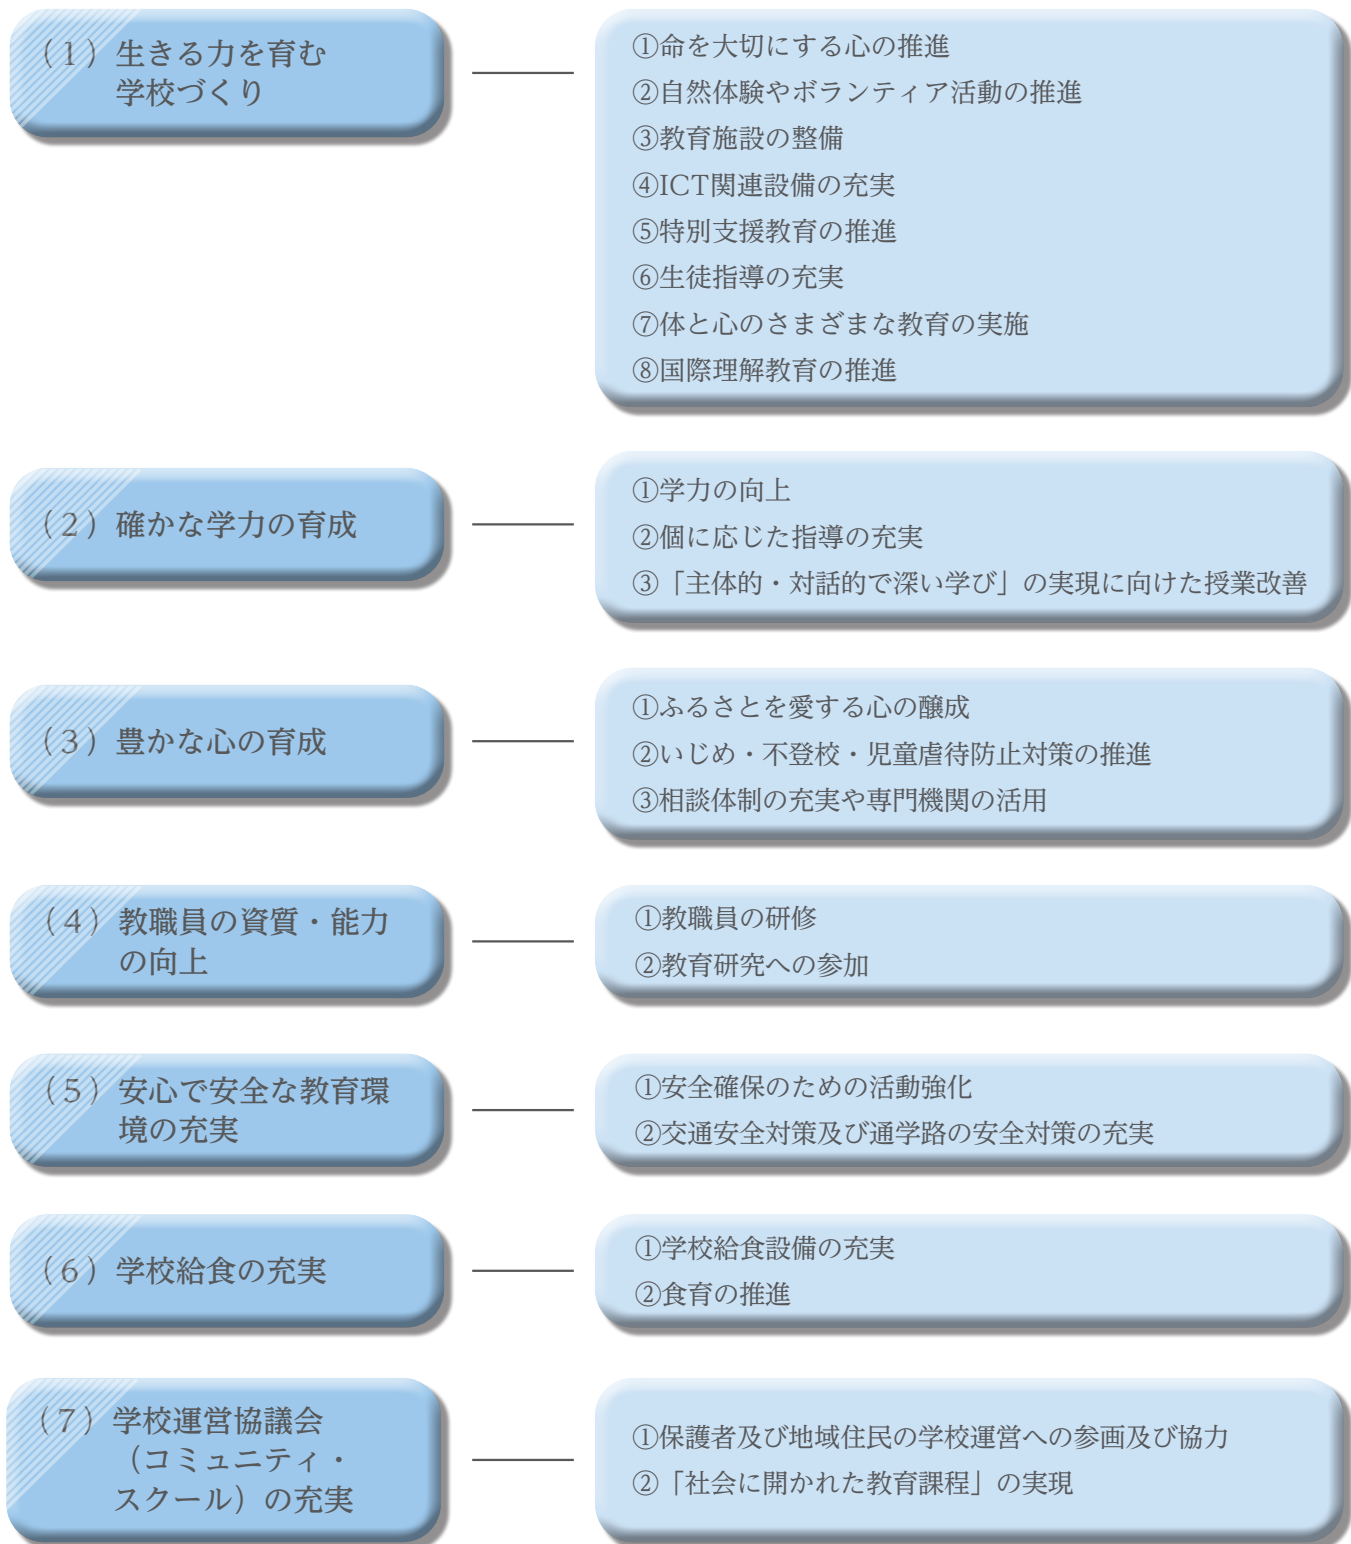 （１）生きる力を育む
学校づくり
①命を大切にする心の推進
②自然体験やボランティア活動の推進
③教育施設の整備
④ICT関連設備の充実
⑤特別支援教育の推進
⑥生徒指導の充実
⑦体と心のさまざまな教育の実施
⑧国際理解教育の推進
（２）確かな学力の育成
①学力の向上
②個に応じた指導の充実
③「主体的・対話的で深い学び」の実現に向けた授業改善
（３）豊かな心の育成
①ふるさとを愛する心の醸成
②いじめ・不登校・児童虐待防止対策の推進
③相談体制の充実や専門機関の活用
（４）教職員の資質・能力
の向上
①教職員の研修
②教育研究への参加
（５）安心で安全な教育環
境の充実
①安全確保のための活動強化
②交通安全対策及び通学路の安全対策の充実
（６）学校給食の充実
①学校給食設備の充実
②食育の推進
（７）学校運営協議会
（コミュニティ・
スクール）の充実
①保護者及び地域住民の学校運営への参画及び協力
②「社会に開かれた教育課程」の実現